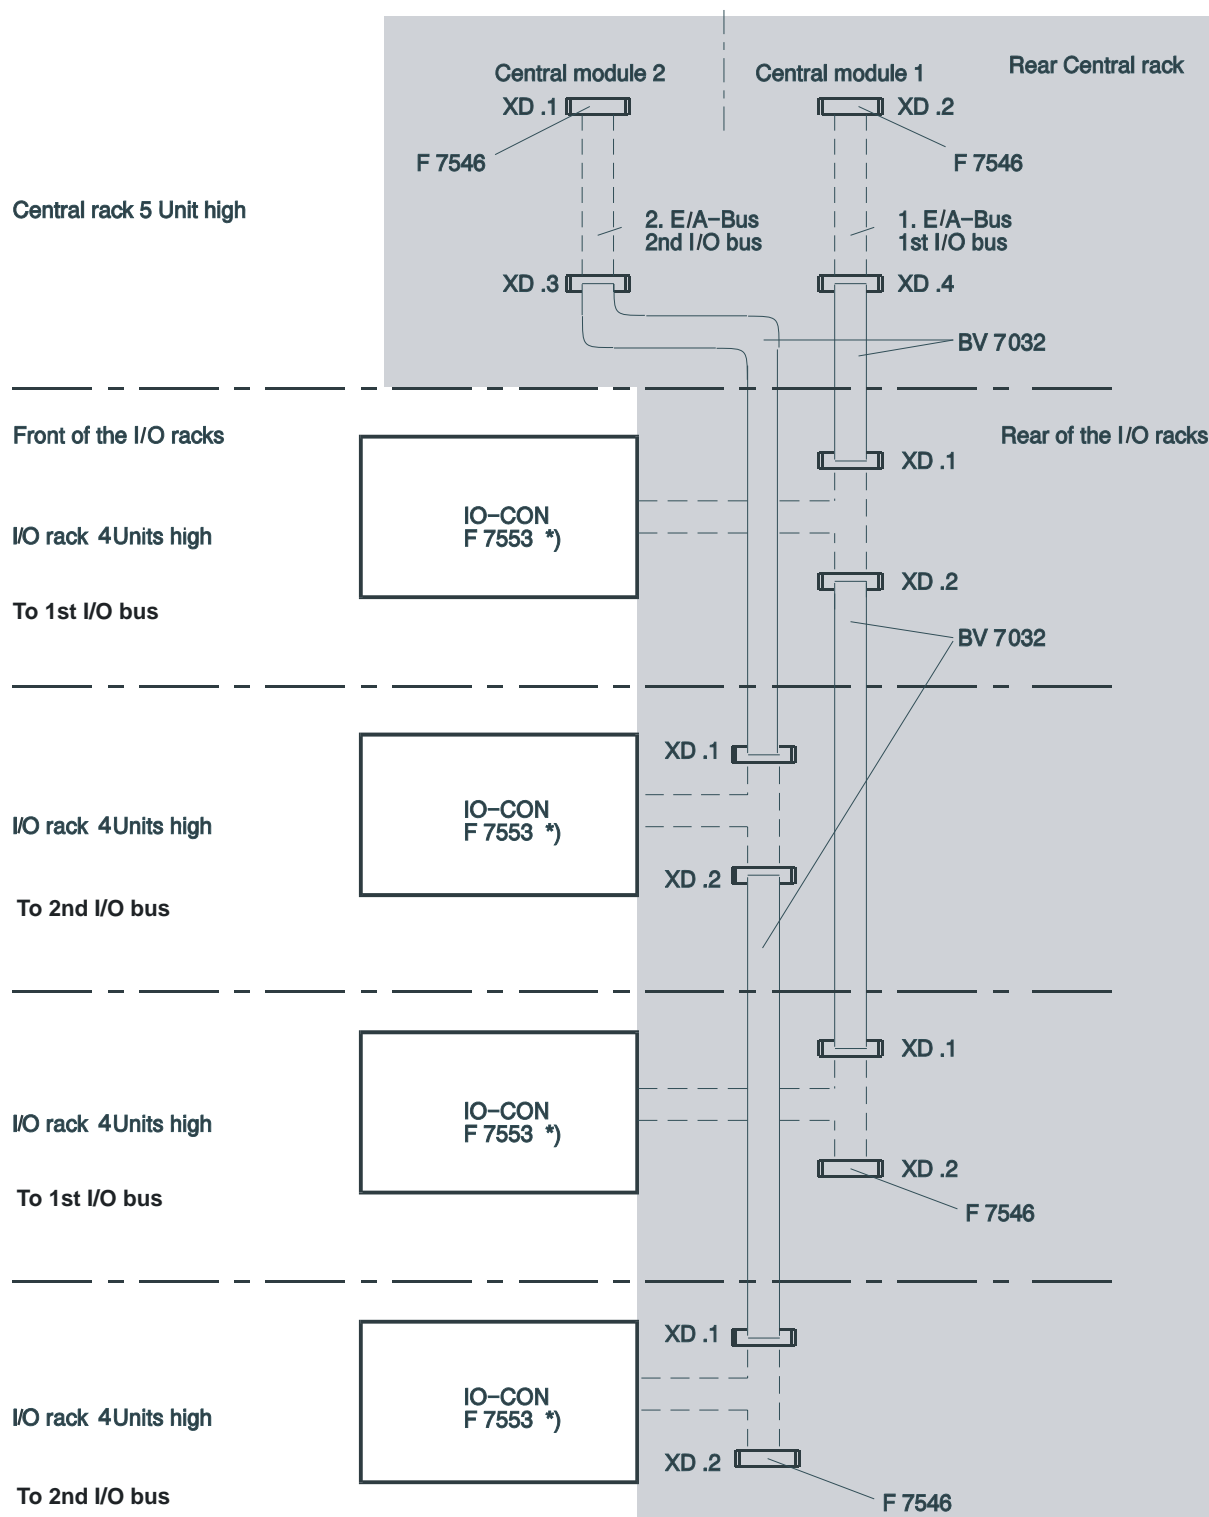 Rear Central rack
Central module 2
Central module 1
XD .1
XD .2
F 7546
F 7546
Central rack 5 Unit high
2. E/A-Bus
2nd I/O bus
1. E/A-Bus
1st I/O bus
XD .3
XD .4
BV 7032
Front of the I/O racks
Rear of the I/O racks
XD .1
IO-CON
F 7553 *)
I/O rack 4Units high
XD .2
To 1st I/O bus
BV 7032
XD .1
IO-CON
F 7553 *)
I/O rack 4Units high
XD .2
To 2nd I/O bus
XD .1
IO-CON
F 7553 *)
I/O rack 4Units high
XD .2
To 1st I/O bus
F 7546
XD .1
IO-CON
F 7553 *)
I/O rack 4Units high
XD .2
To 2nd I/O bus
F 7546